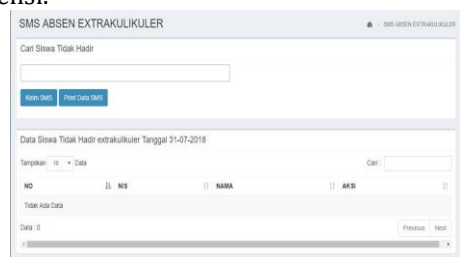 ensi.
SMS ABSEN EXTRAKULIKULER
SMS ABSEN EXTRAKULIKULER
Cari Siswa Tidak Hadir
Kirim SMS Print Data SMS
Data Siswa Tidak Hadir extrakulikuler Tanggal 31-07-2018
Tampilkan 10 Data Cari :
NO NIS NAMA AKSI
Tidak Ada Data
Data : 0 Previous Next